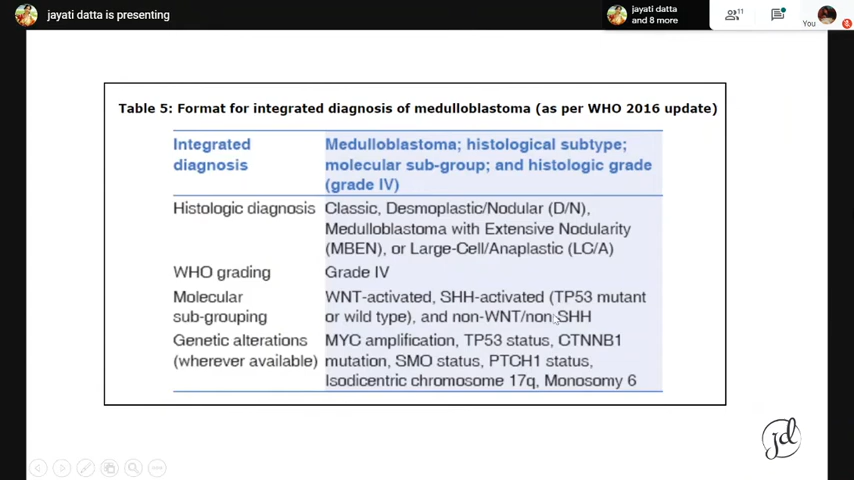 jayati datta is presenting
jayati datta
and 8 more
11
You
Table 5: Format for integrated diagnosis of medulloblastoma (as per WHO 2016 update)
Integrated diagnosis Medulloblastoma; histological subtype;
molecular sub-group; and histologic grade
(grade IV)
Histologic diagnosis Classic, Desmoplastic/Nodular (D/N),
Medulloblastoma with Extensive Nodularity
(MBEN), or Large-Cell/Anaplastic (LC/A)
WHO grading Grade IV
Molecular sub-grouping WNT-activated, SHH-activated (TP53 mutant
or wild type), and non-WNT/non-SHH
Genetic alterations (wherever available) MYC amplification, TP53 status, CTNNB1
mutation, SMO status, PTCH1 status,
Isodicentric chromosome 17q, Monosomy 6
jd